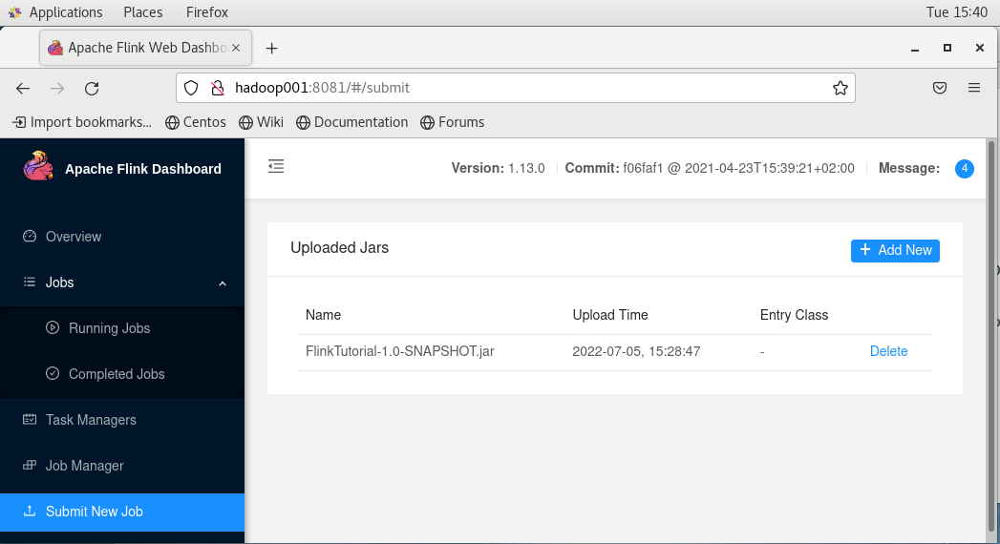 Applications Places Firefox Tue 15:40
Apache Flink Web Dashbo
hadoop001:8081/#/submit
Import bookmarks... Centos Wiki Documentation Forums
Apache Flink Dashboard
Version: 1.13.0 Commit: f06faf1 @ 2021-04-23T15:39:21+02:00 Message: 4
Overview
Jobs
Running Jobs
Completed Jobs
Task Managers
Job Manager
Submit New Job
Uploaded Jars
+ Add New
Name Upload Time Entry Class
FlinkTutorial-1.0-SNAPSHOT.jar 2022-07-05, 15:28:47 - Delete